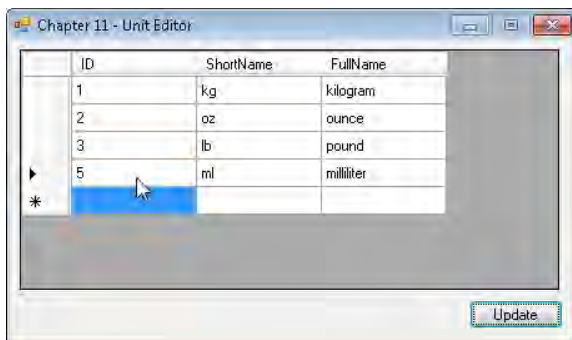 Chapter 11 - Unit Editor
ID ShortName FullName
1 kg kilogram
2 oz ounce
3 lb pound
5 ml milliliter
Update